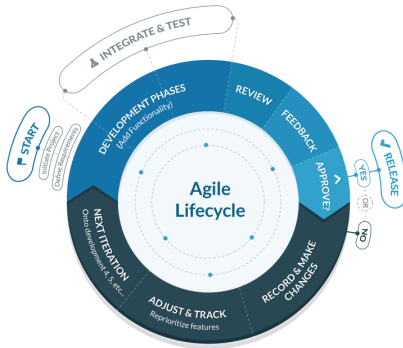 INTEGRATE & TEST
START
Initiate Project
Define Requirements
DEVELOPMENT PHASES
(Add Functionality)
REVIEW
FEEDBACK
APPROVE?
YES
OR
NO
RELEASE
RECORD & MAKE
CHANGES
ADJUST & TRACK
Reprioritize features
NEXT ITERATION
Onto development 4, 5, etc...
Agile
Lifecycle